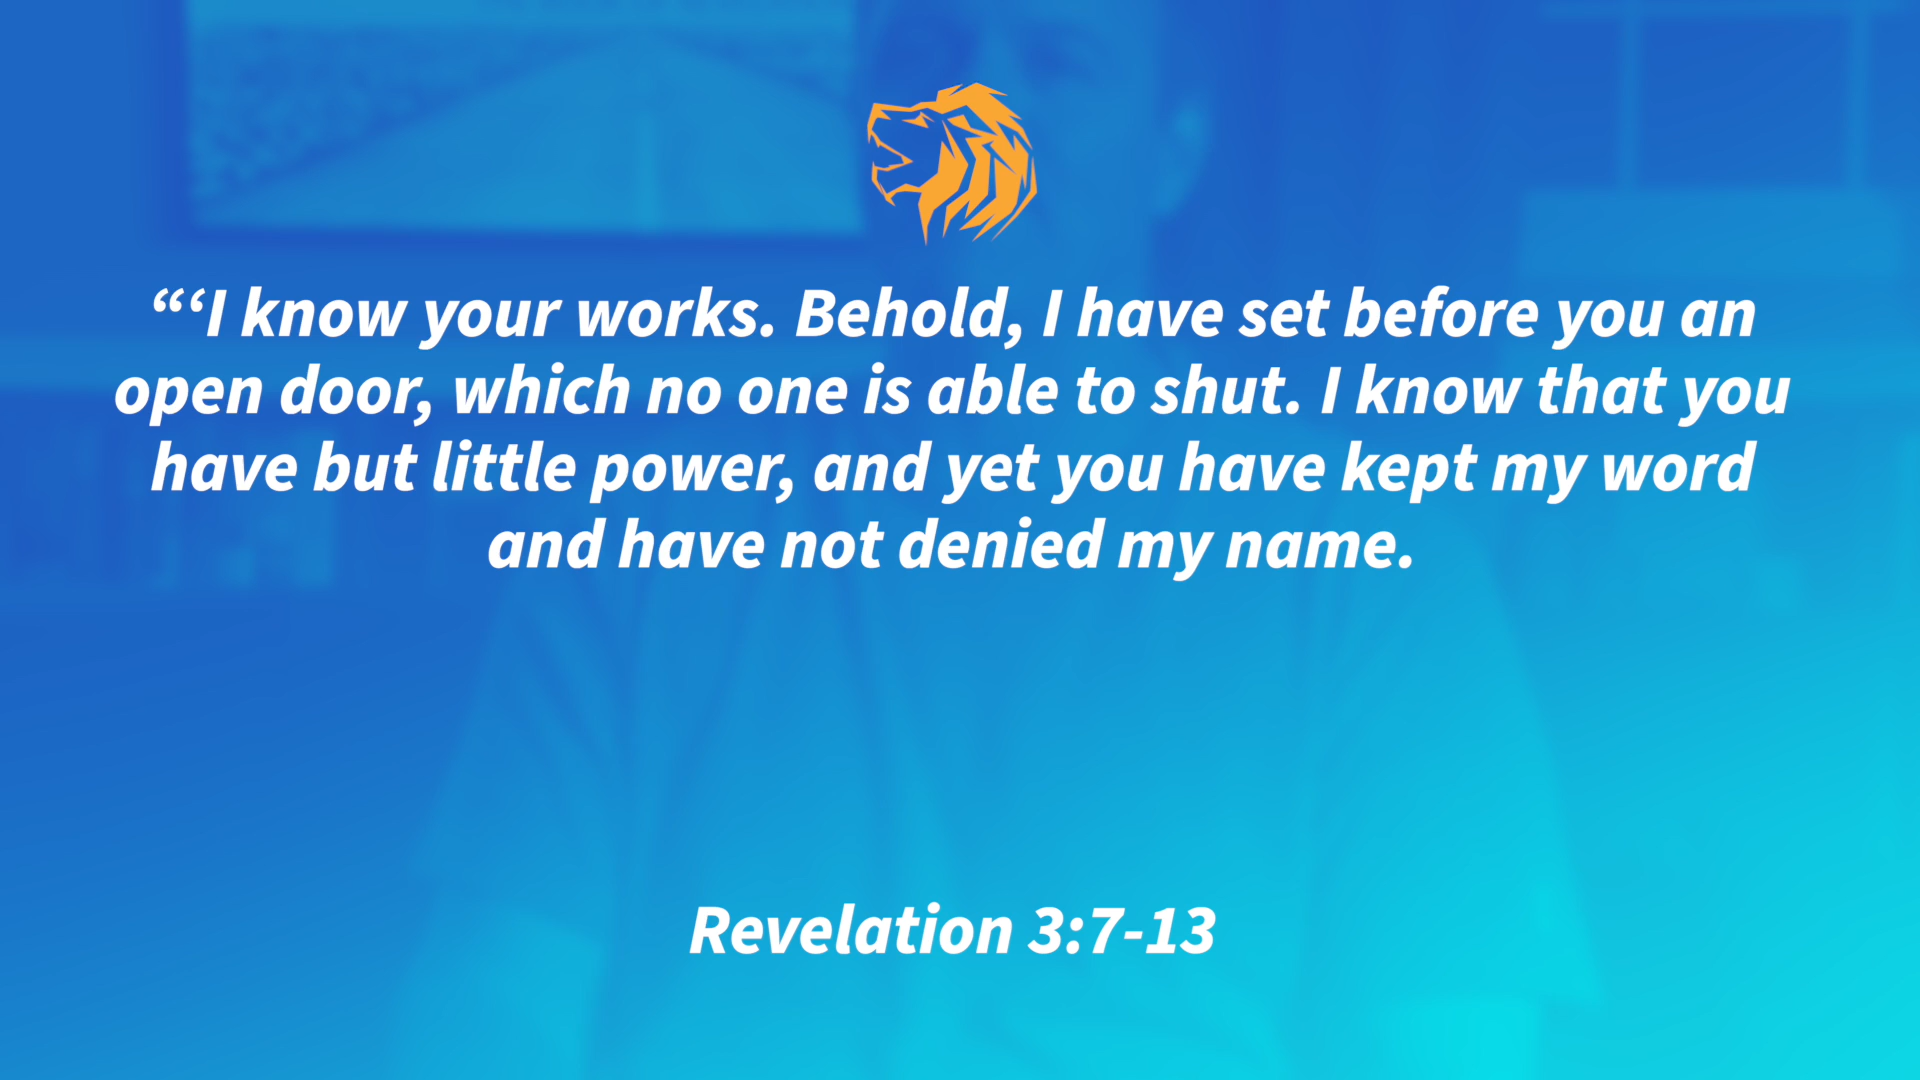 “‘I know your works. Behold, I have set before you an
open door, which no one is able to shut. I know that you
have but little power, and yet you have kept my word
and have not denied my name.
Revelation 3:7-13